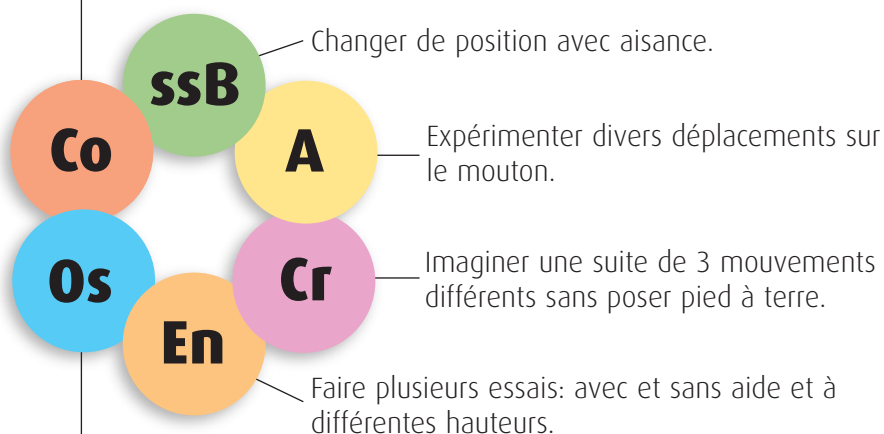 ssB
Changer de position avec aisance.
Co
A
Expérimenter divers déplacements sur
le mouton.
Os
Cr
Imaginer une suite de 3 mouvements
différents sans poser pied à terre.
En
Faire plusieurs essais: avec et sans aide et à
différentes hauteurs.